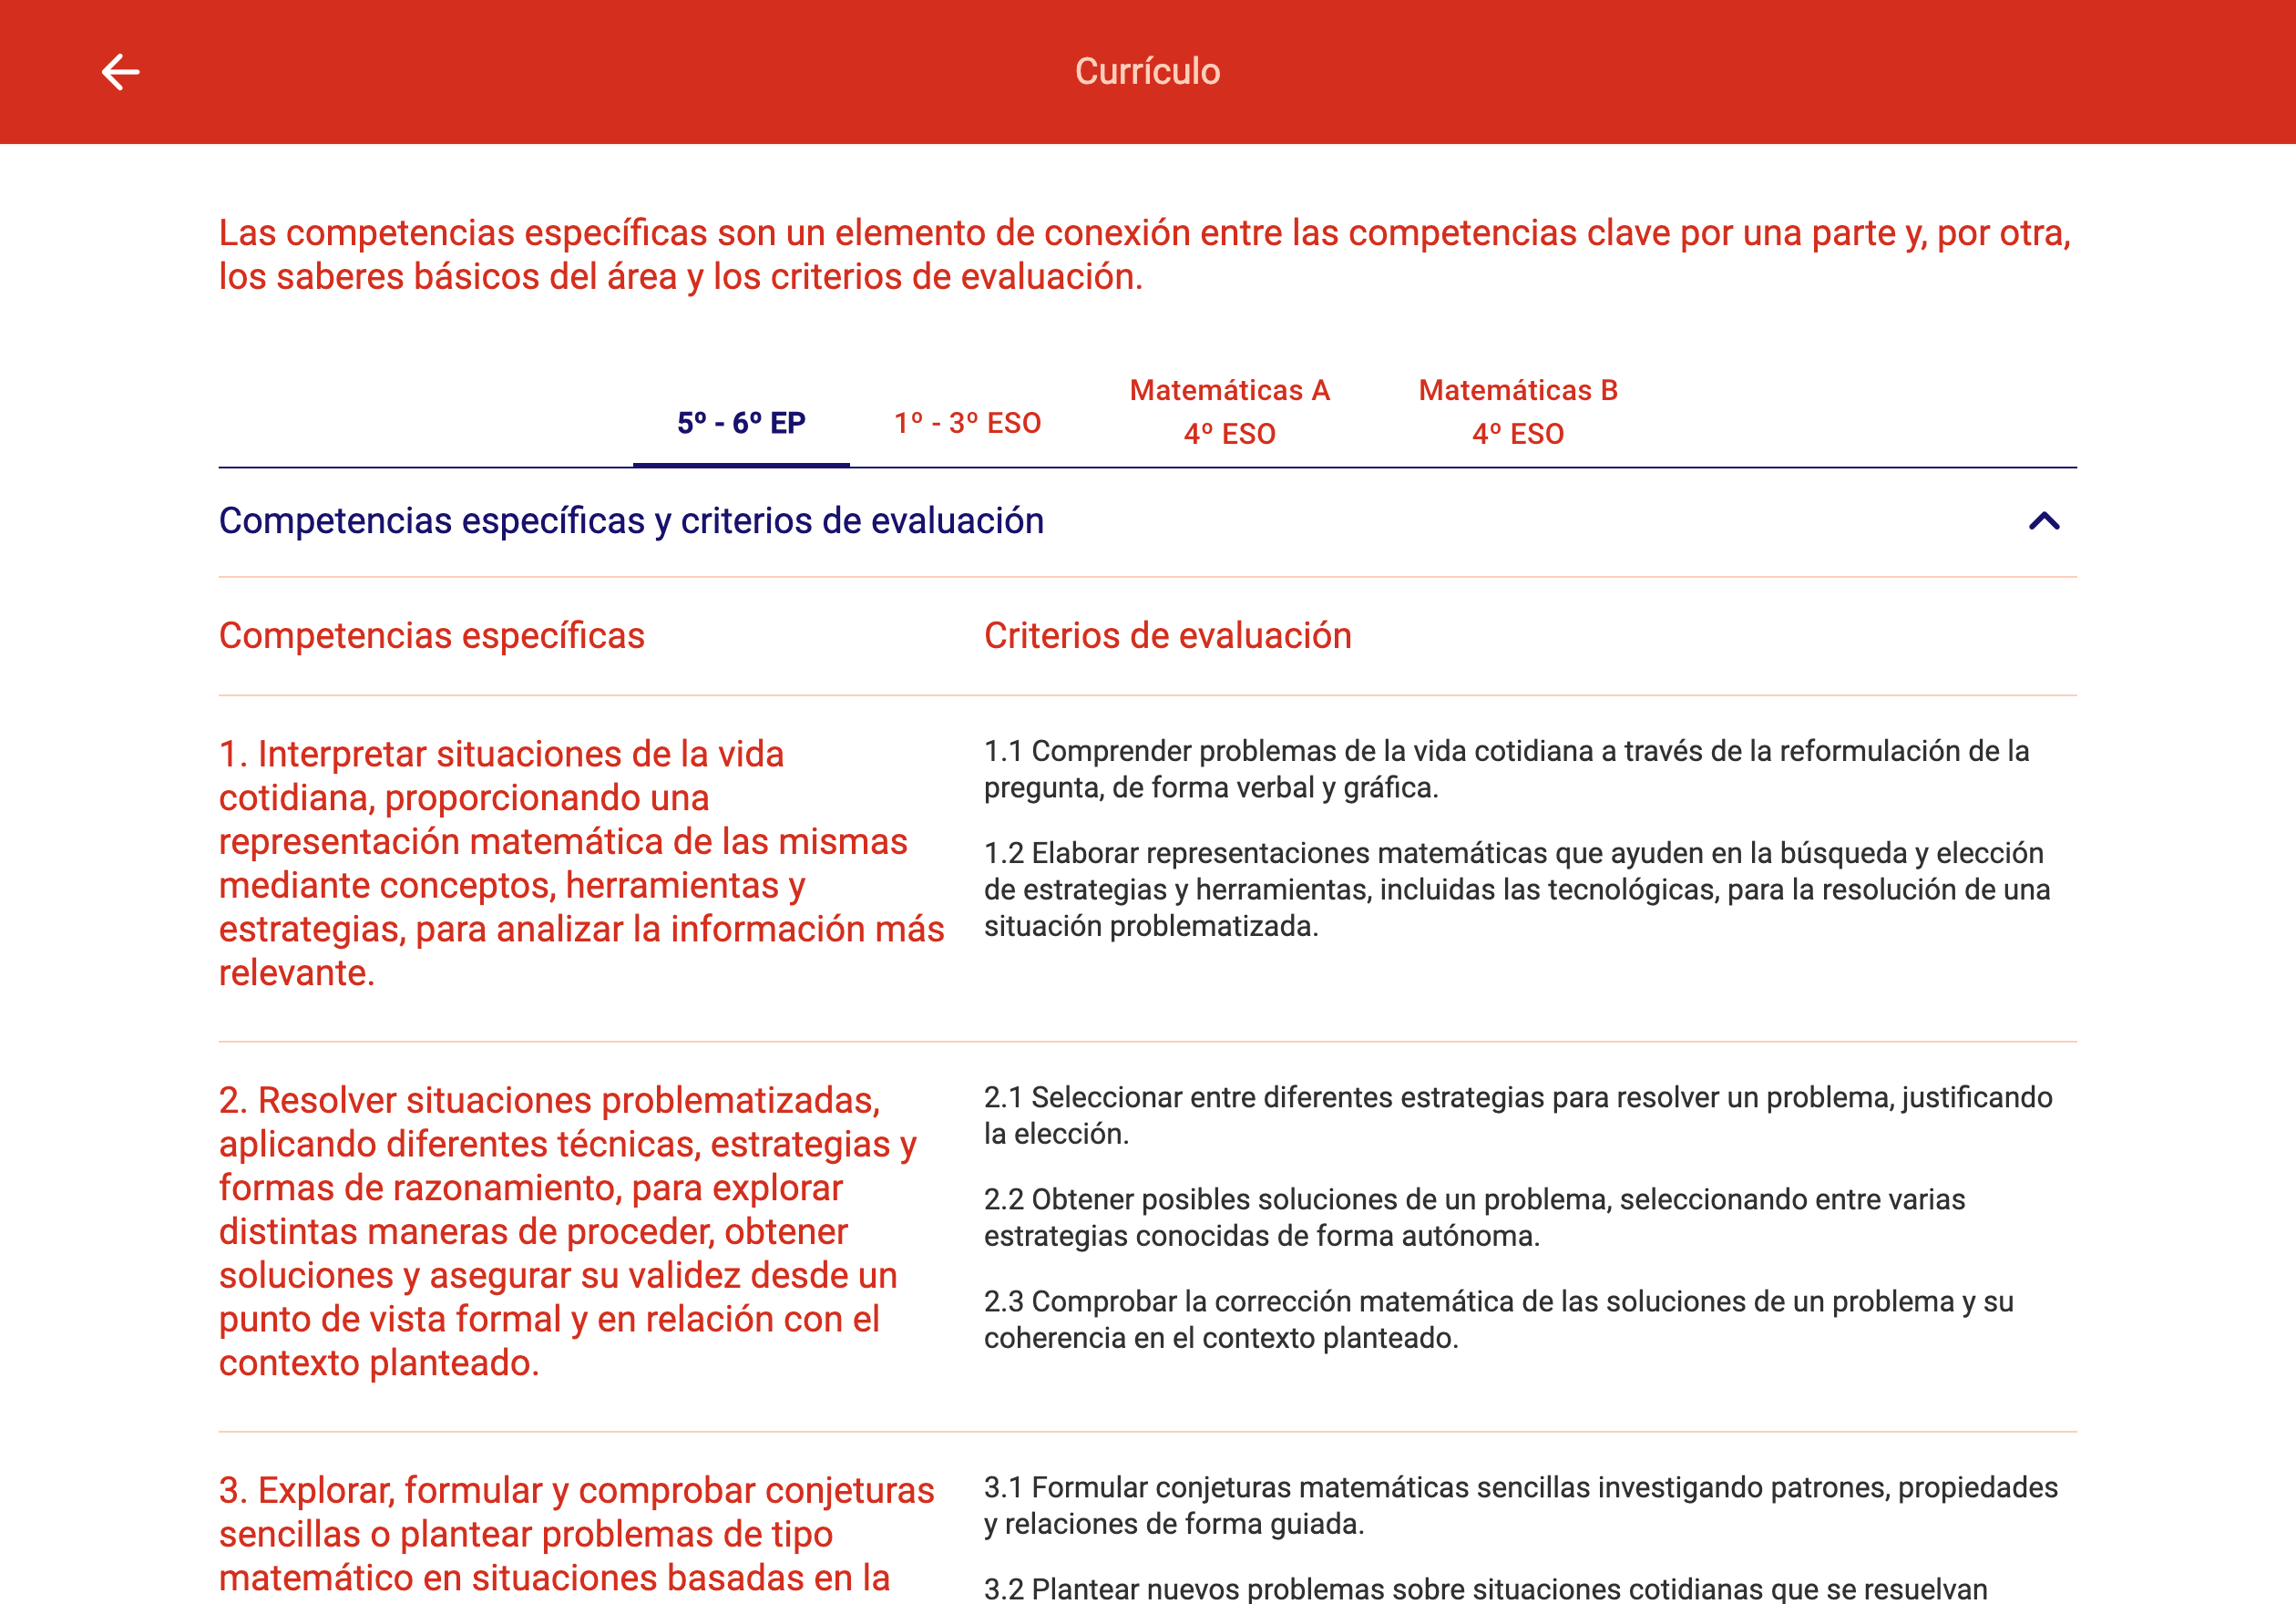 Currículo
Las competencias específicas son un elemento de conexión entre las competencias clave por una parte y, por otra,
los saberes básicos del área y los criterios de evaluación.
5º - 6º EP
1º - 3º ESO
Matemáticas A
4º ESO
Matemáticas B
4º ESO
Competencias específicas y criterios de evaluación
Competencias específicas
Criterios de evaluación
1. Interpretar situaciones de la vida
cotidiana, proporcionando una
representación matemática de las mismas
mediante conceptos, herramientas y
estrategias, para analizar la información más
relevante.
1.1 Comprender problemas de la vida cotidiana a través de la reformulación de la
pregunta, de forma verbal y gráfica.
1.2 Elaborar representaciones matemáticas que ayuden en la búsqueda y elección
de estrategias y herramientas, incluidas las tecnológicas, para la resolución de una
situación problematizada.
2. Resolver situaciones problematizadas,
aplicando diferentes técnicas, estrategias y
formas de razonamiento, para explorar
distintas maneras de proceder, obtener
soluciones y asegurar su validez desde un
punto de vista formal y en relación con el
contexto planteado.
2.1 Seleccionar entre diferentes estrategias para resolver un problema, justificando
la elección.
2.2 Obtener posibles soluciones de un problema, seleccionando entre varias
estrategias conocidas de forma autónoma.
2.3 Comprobar la corrección matemática de las soluciones de un problema y su
coherencia en el contexto planteado.
3. Explorar, formular y comprobar conjeturas
sencillas o plantear problemas de tipo
matemático en situaciones basadas en la
3.1 Formular conjeturas matemáticas sencillas investigando patrones, propiedades
y relaciones de forma guiada.
3.2 Plantear nuevos problemas sobre situaciones cotidianas que se resuelvan